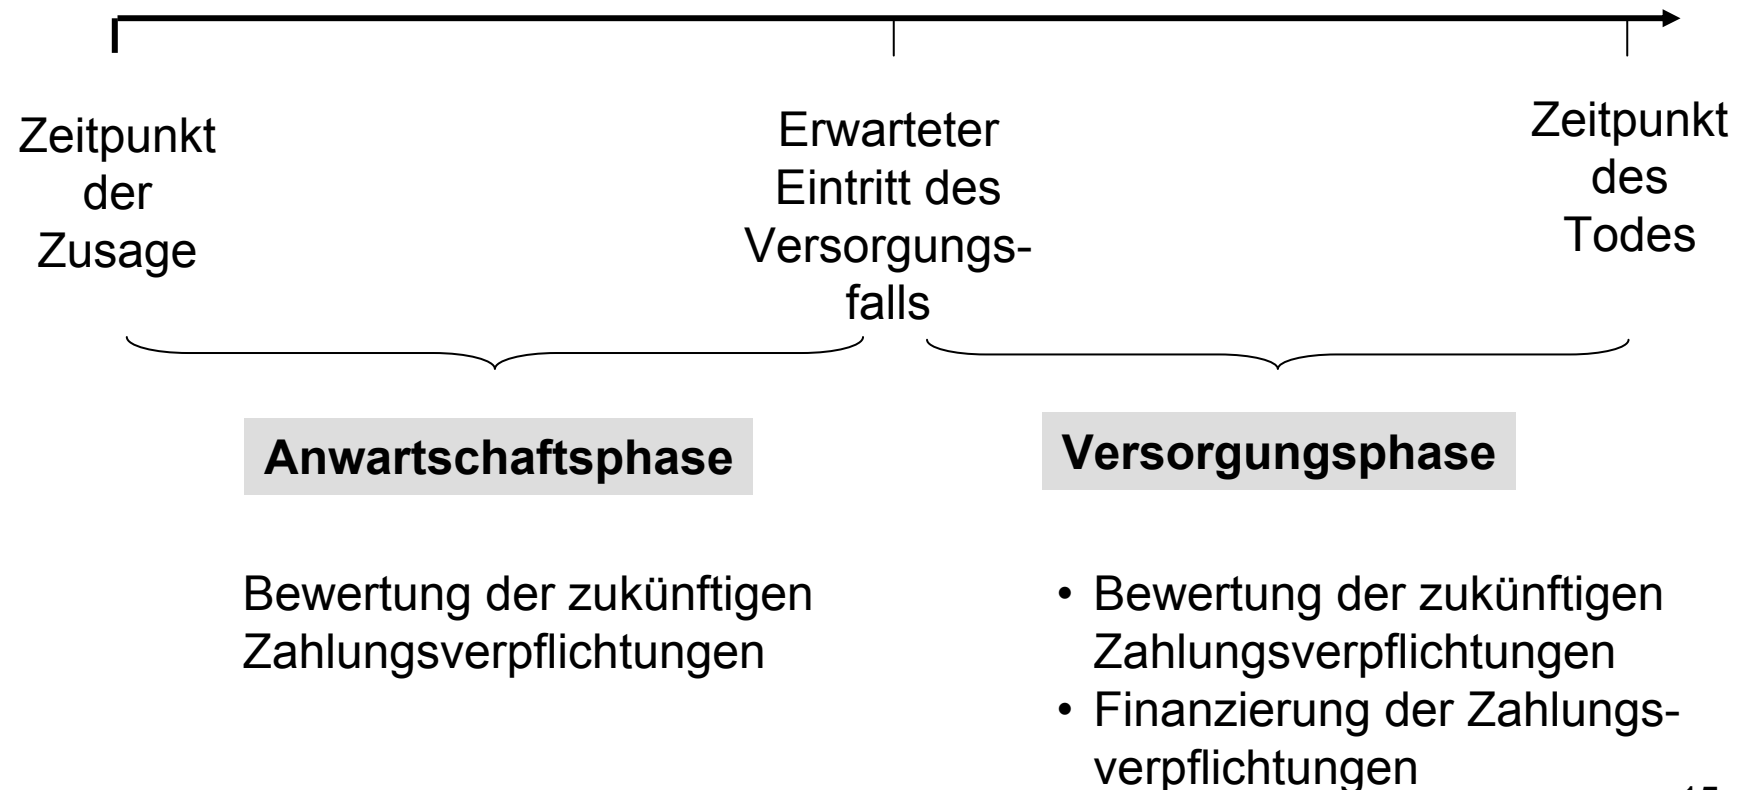 Zeitpunkt
der
Zusage
Erwarteter
Eintritt des
Versorgungs-
falls
Zeitpunkt
des
Todes
Anwartschaftsphase
Versorgungsphase
Bewertung der zukünftigen
Zahlungsverpflichtungen
• Bewertung der zukünftigen
Zahlungsverpflichtungen
• Finanzierung der Zahlungs-
verpflichtungen